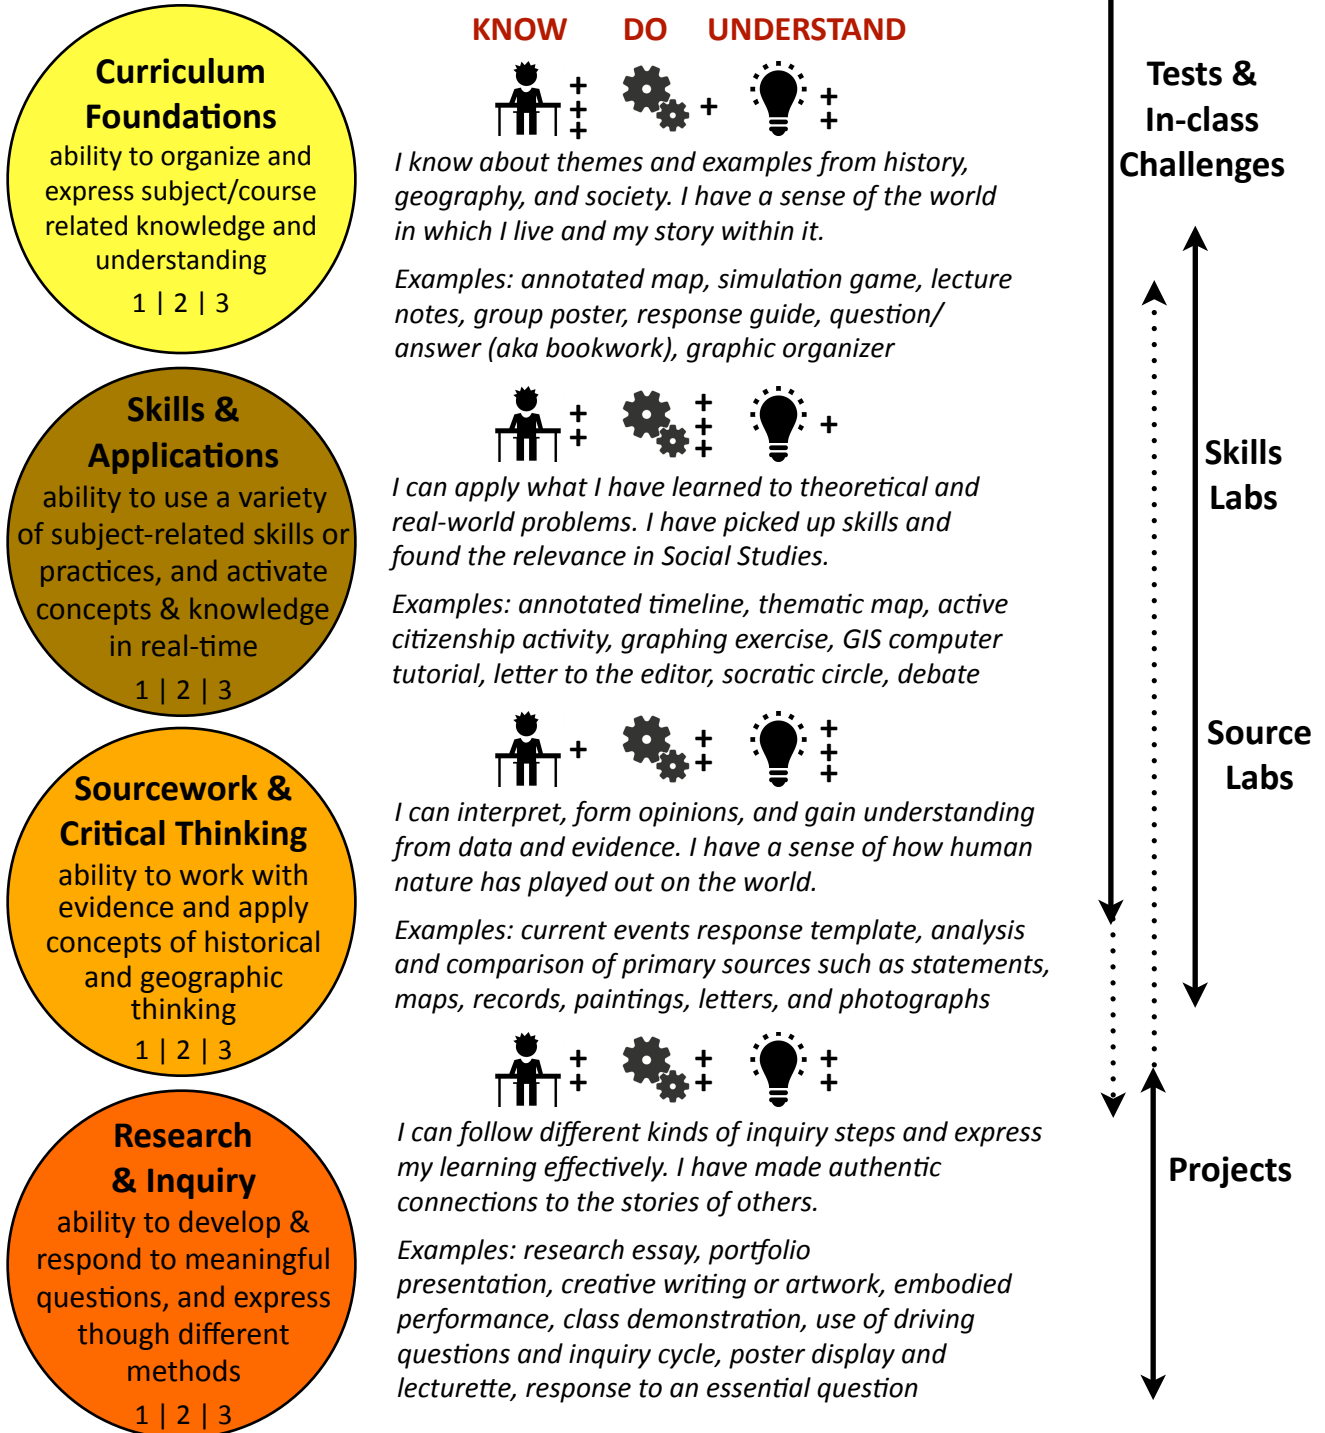 KNOW DO UNDERSTAND
Curriculum
Foundations
ability to organize and
express subject/course
related knowledge and
understanding
1 | 2 | 3
+
+
+
+
+
+
I know about themes and examples from history,
geography, and society. I have a sense of the world
in which I live and my story within it.
Examples: annotated map, simulation game, lecture
notes, group poster, response guide, question/
answer (aka bookwork), graphic organizer
Skills &
Applications
ability to use a variety
of subject-related skills or
practices, and activate
concepts & knowledge
in real-time
1 | 2 | 3
+
+
+
+
+
+
I can apply what I have learned to theoretical and
real-world problems. I have picked up skills and
found the relevance in Social Studies.
Examples: annotated timeline, thematic map, active
citizenship activity, graphing exercise, GIS computer
tutorial, letter to the editor, socratic circle, debate
Sourcework &
Critical Thinking
ability to work with
evidence and apply
concepts of historical
and geographic
thinking
1 | 2 | 3
+
+
+
+
+
+
I can interpret, form opinions, and gain understanding
from data and evidence. I have a sense of how human
nature has played out on the world.
Examples: current events response template, analysis
and comparison of primary sources such as statements,
maps, records, paintings, letters, and photographs
Research
& Inquiry
ability to develop &
respond to meaningful
questions, and express
though different
methods
1 | 2 | 3
+
+
+
+
+
+
I can follow different kinds of inquiry steps and express
my learning effectively. I have made authentic
connections to the stories of others.
Examples: research essay, portfolio
presentation, creative writing or artwork, embodied
performance, class demonstration, use of driving
questions and inquiry cycle, poster display and
lecturette, response to an essential question
Tests &
In-class
Challenges
Skills
Labs
Source
Labs
Projects